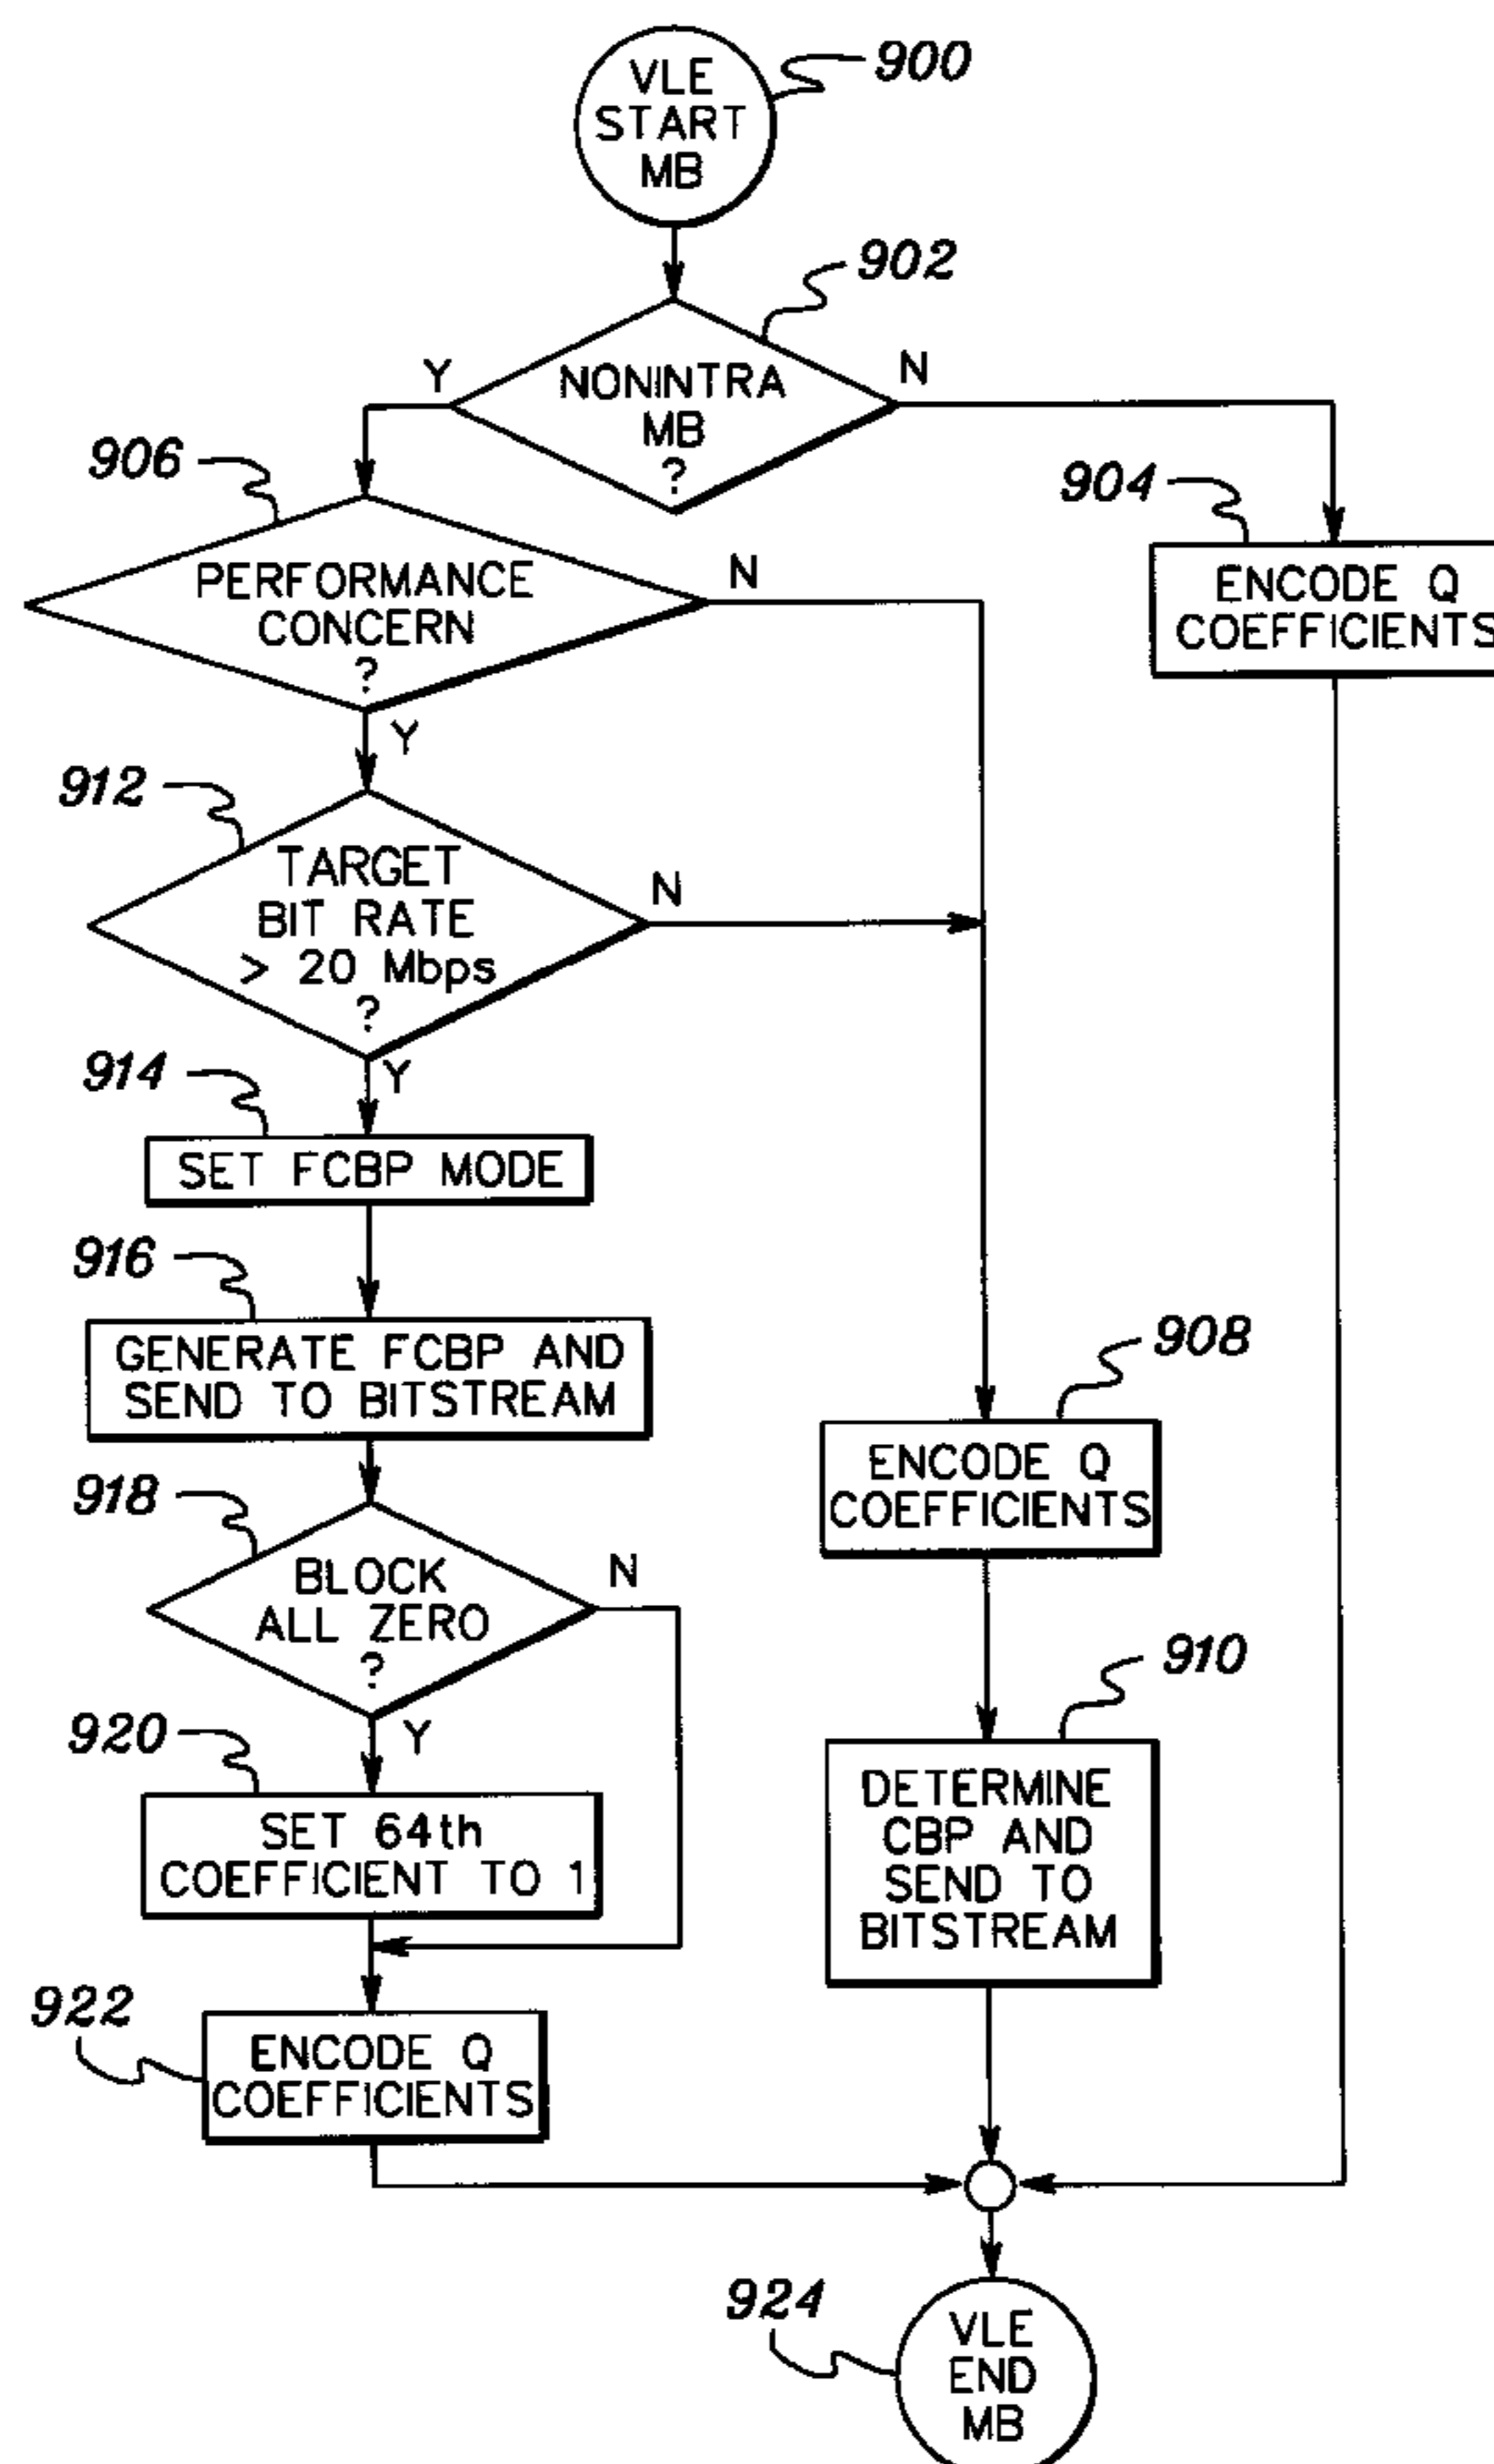 VLE
START
MB
900
902
NONINTRA
MB
?
Y
N
906
904
PERFORMANCE
CONCERN
?
N
Y
ENCODE Q
COEFFICIENTS
912
TARGET
BIT RATE
> 20 Mbps
?
N
Y
914
SET FCBP MODE
916
GENERATE FCBP AND
SEND TO BITSTREAM
908
ENCODE Q
COEFFICIENTS
918
BLOCK
ALL ZERO
?
N
Y
910
DETERMINE
CBP AND
SEND TO
BITSTREAM
920
SET 64th
COEFFICIENT TO 1
922
ENCODE Q
COEFFICIENTS
924
VLE
END
MB